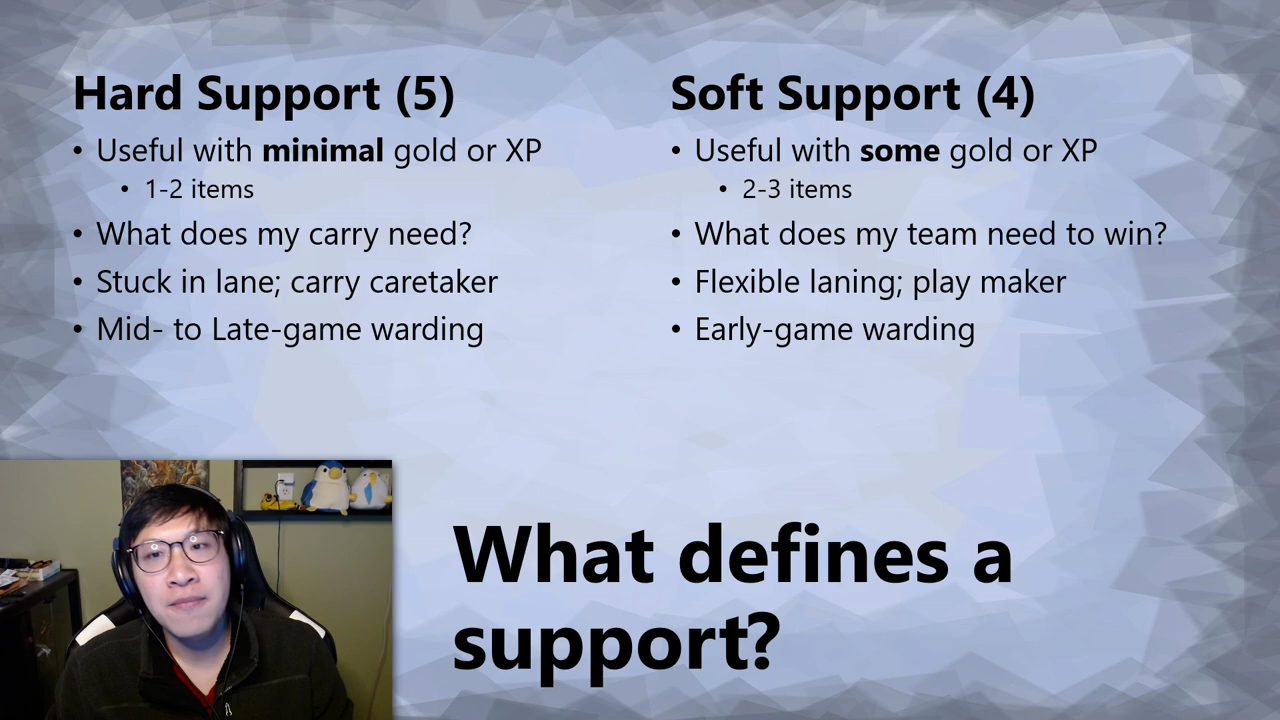 Hard Support (5)
• Useful with minimal gold or XP
• 1-2 items
• What does my carry need?
• Stuck in lane; carry caretaker
• Mid- to Late-game warding
Soft Support (4)
• Useful with some gold or XP
• 2-3 items
• What does my team need to win?
• Flexible laning; play maker
• Early-game warding
What defines a
support?